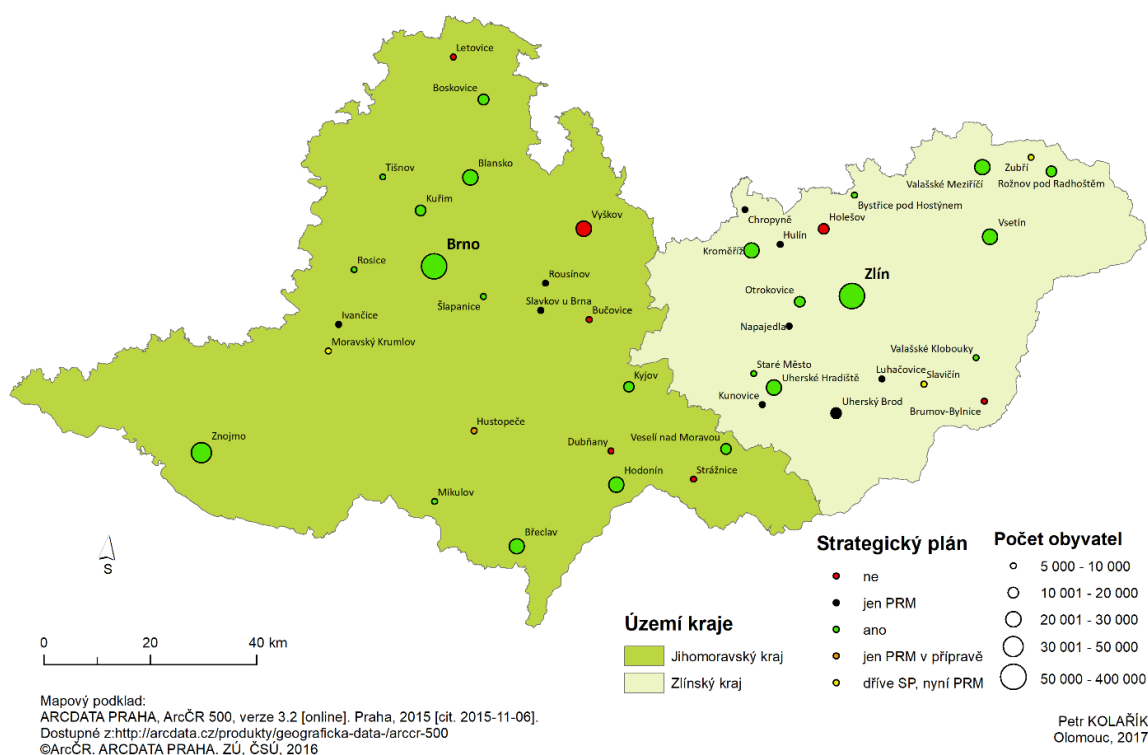 Letovice
Boskovice
Tišnov
Blansko
Kuřim
Vyškov
Brno
Rosice
Rousínov
Šlapanice
Slavkov u Brna
Bučovice
Ivančice
Moravský Krumlov
Kyjov
Hustopeče
Znojmo
Dubňany
Veselí nad Moravou
Hodonín
Strážnice
Mikulov
Břeclav
Zubří
Valašské Meziříčí
Rožnov pod Radhoštěm
Bystřice pod Hostýnem
Chropyně
Holešov
Hulín
Vsetín
Kroměříž
Zlín
Otrokovice
Napajedla
Valašské Klobouky
Staré Město
Luhačovice
Uherské Hradiště
Slavičín
Kunovice
Uherský Brod
Brumov-Bylnice
S
0 20 40 km
Území kraje
Jihomoravský kraj
Zlínský kraj
Strategický plán
ne
jen PRM
ano
jen PRM v přípravě
dříve SP, nyní PRM
Počet obyvatel
5 000 - 10 000
10 001 - 20 000
20 001 - 30 000
30 001 - 50 000
50 000 - 400 000
Mapový podklad:
ARCDATA PRAHA, ArcČR 500, verze 3.2 [online]. Praha, 2015 [cit. 2015-11-06].
Dostupné z:http://arcdata.cz/produkty/geograficka-data-/arccr-500
©ArcČR, ARCDATA PRAHA, ZÚ, ČSÚ, 2016
Petr KOLAŘÍK
Olomouc, 2017